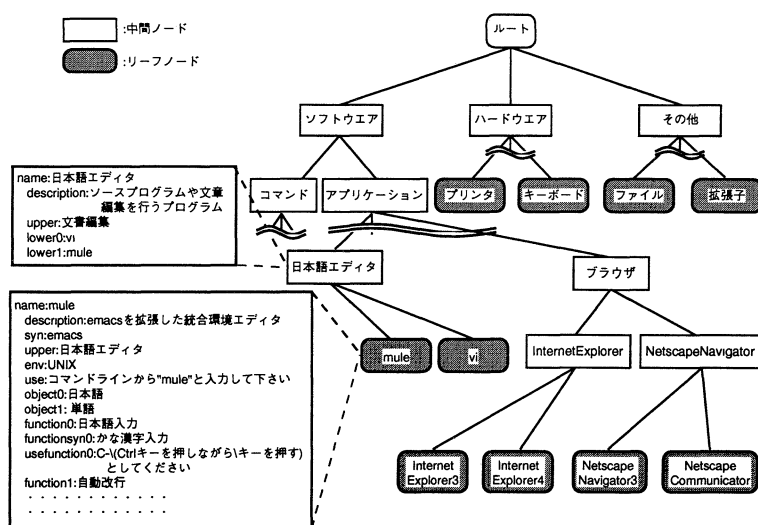 :中間ノード
:リーフノード
ルート
ソフトウエア
ハードウエア
その他
コマンド
アプリケーション
プリンタ
キーボード
ファイル
拡張子
日本語エディタ
ブラウザ
mule
vi
InternetExplorer
NetscapeNavigator
Internet
Explorer3
Internet
Explorer4
Netscape
Navigator3
Netscape
Communicator
name:日本語エディタ
description:ソースプログラムや文章
編集を行うプログラム
upper:文書編集
lower0:vi
lower1:mule
name:mule
description:emacsを拡張した統合環境エディタ
syn:emacs
upper:日本語エディタ
env:UNIX
use:コマンドラインから"mule"と入力して下さい
object0:日本語
object1: 単語
function0:日本語入力
functionsyn0:かな漢字入力
usefunction0:C-\(Ctrlキーを押しながら\キーを押す)
としてください
function1:自動改行
・・・・・・・・・・・・
・・・・・・・・・・・・